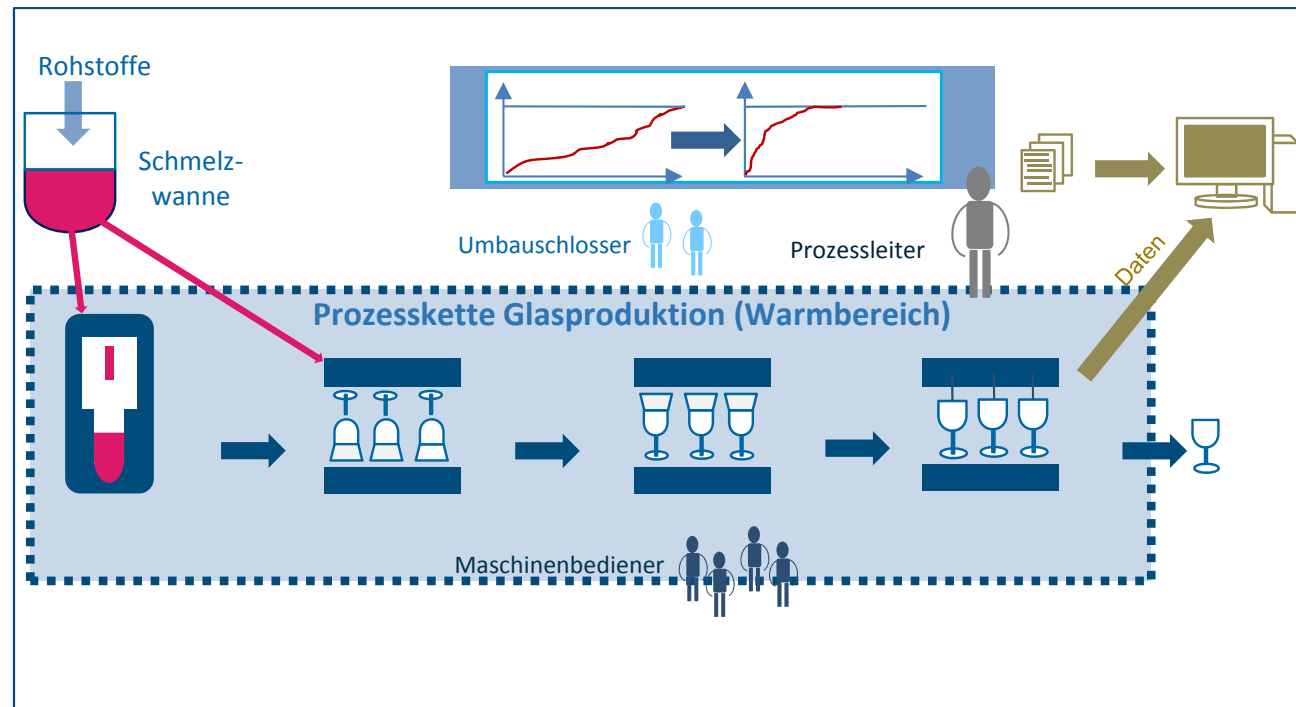 Rohstoffe
Schmelz-
wanne
Umbauschlosser
Prozessleiter
Daten
Prozesskette Glasproduktion (Warmbereich)
Maschinenbediener